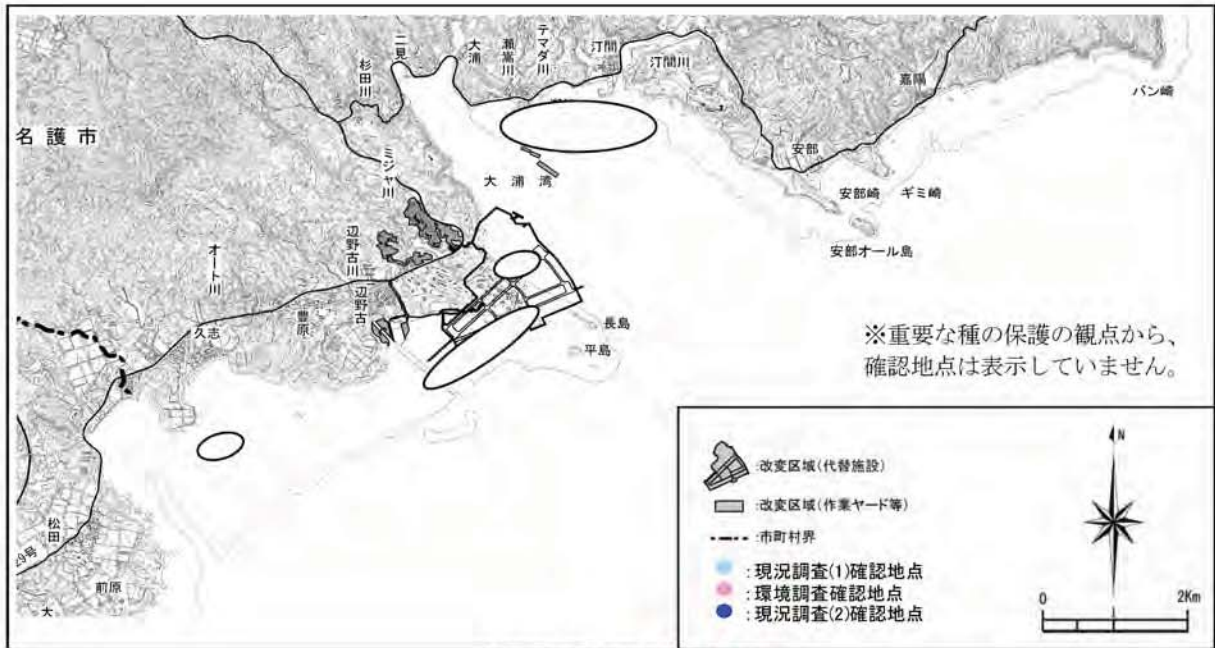 名護市
杉田川
二見
大浦
瀬嵩川
テマダ川
汀間
汀間川
嘉陽
バン崎
安部
安部崎
ギミ崎
安部オール島
大浦湾
ミジャ川
辺野古川
辺野古
オート川
久志
豊原
長島
平島
松田
29号
前原
大
※重要な種の保護の観点から、
確認地点は表示していません。
:改変区域(代替施設)
:改変区域(作業ヤード等)
:市町村界
:現況調査(1)確認地点
:環境調査確認地点
:現況調査(2)確認地点
N
0 2Km